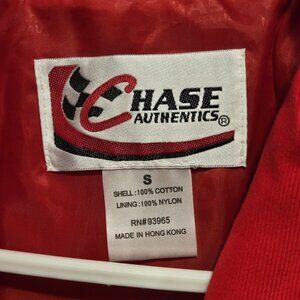 CHASE
AUTHENTICS®
S
SHELL:100% COTTON
LINING:100% NYLON
RN#93965
MADE IN HONG KONG